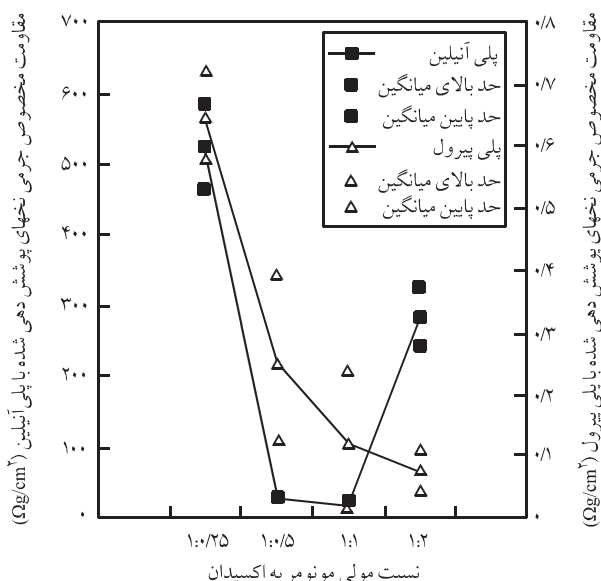 مقاومت مخصوص جرمی نخهای پوشش دهی شده با پلی آنیلین (Ωg/cm۲)
۷۰۰
۶۰۰
۵۰۰
۴۰۰
۳۰۰
۲۰۰
۱۰۰
۰
پلی آنیلین
حد بالای میانگین
حد پایین میانگین
پلی پیرول
حد بالای میانگین
حد پایین میانگین
۰/۸
۰/۷
۰/۶
۰/۵
۰/۴
۰/۳
۰/۲
۰/۱
۰
مقاومت مخصوص جرمی نخهای پوشش دهی شده با پلی پیرول (Ωg/cm۲)
۱:۰/۲۵ ۱:۰/۵ ۱:۱ ۱:۲
نسبت مولی مونومر به اکسیدان